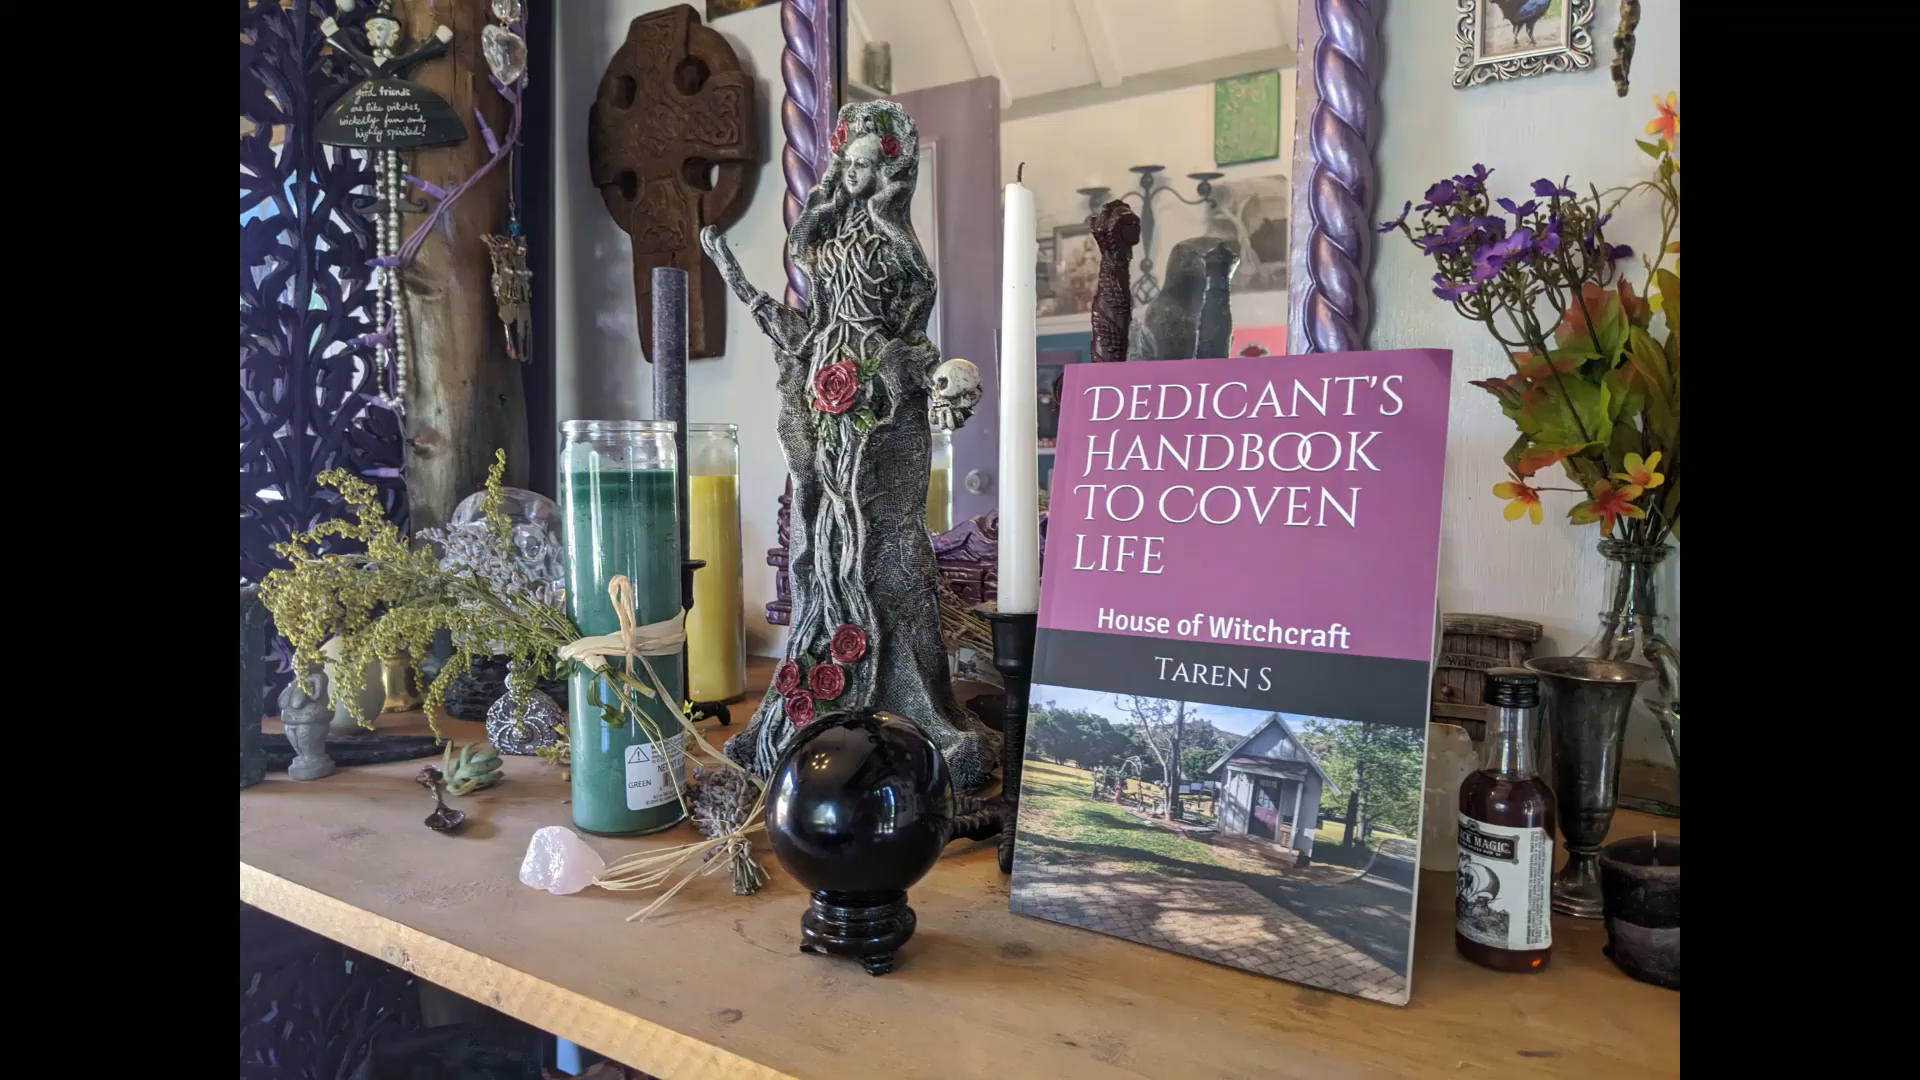 good friends
are like witches,
wickedly fun and
highly spirited!
DEDICANT'S
HANDBOOK
TO COVEN
LIFE
House of Witchcraft
TAREN S
GREEN
Welcome
MAGIC